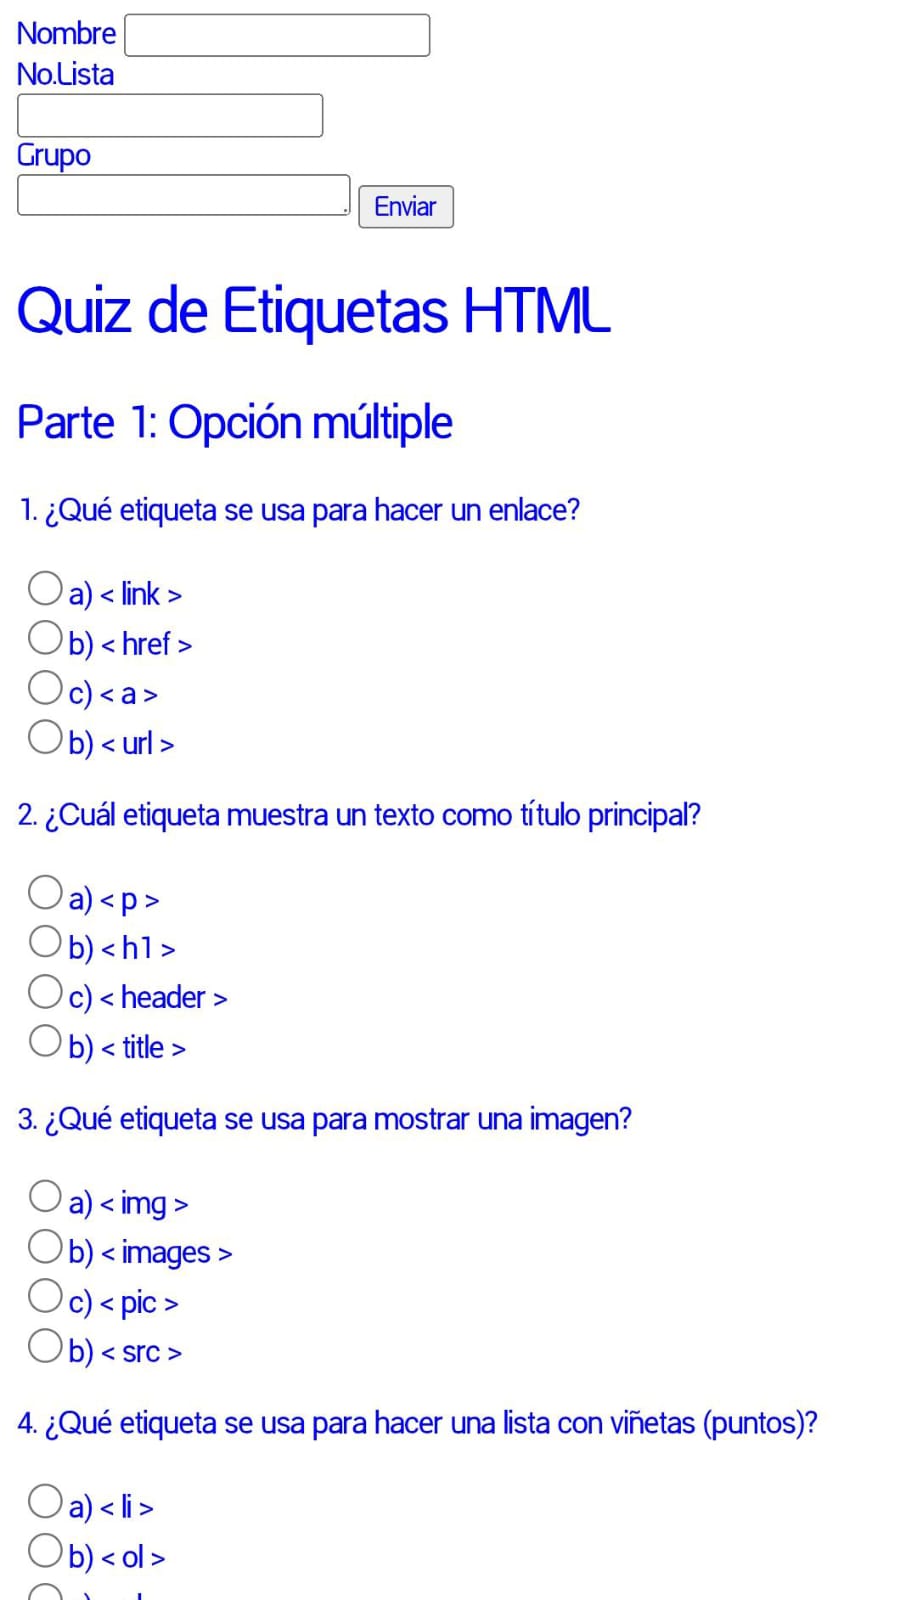 Nombre
No.Lista
Grupo
Enviar
Quiz de Etiquetas HTML
Parte 1: Opción múltiple
1. ¿Qué etiqueta se usa para hacer un enlace?
a) < link >
b) < href >
c) < a >
b) < url >
2. ¿Cuál etiqueta muestra un texto como título principal?
a) < p >
b) < h1 >
c) < header >
b) < title >
3. ¿Qué etiqueta se usa para mostrar una imagen?
a) < img >
b) < images >
c) < pic >
b) < src >
4. ¿Qué etiqueta se usa para hacer una lista con viñetas (puntos)?
a) < li >
b) < ol >